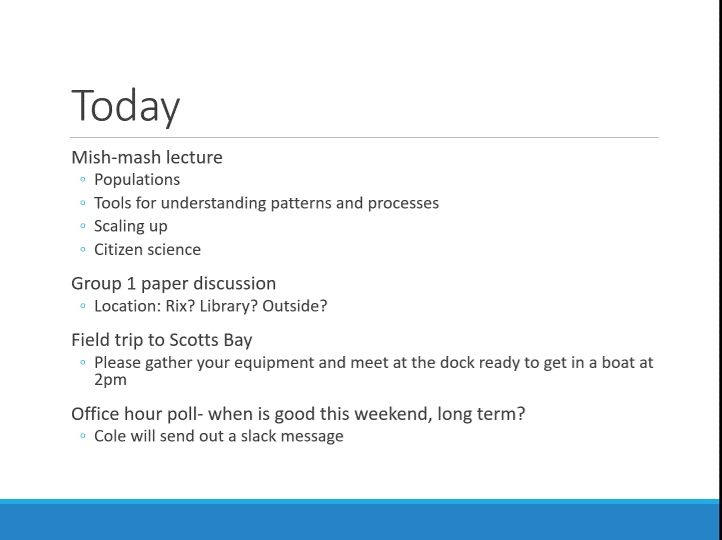 Today
Mish-mash lecture
◦ Populations
◦ Tools for understanding patterns and processes
◦ Scaling up
◦ Citizen science
Group 1 paper discussion
◦ Location: Rix? Library? Outside?
Field trip to Scotts Bay
◦ Please gather your equipment and meet at the dock ready to get in a boat at
2pm
Office hour poll- when is good this weekend, long term?
◦ Cole will send out a slack message